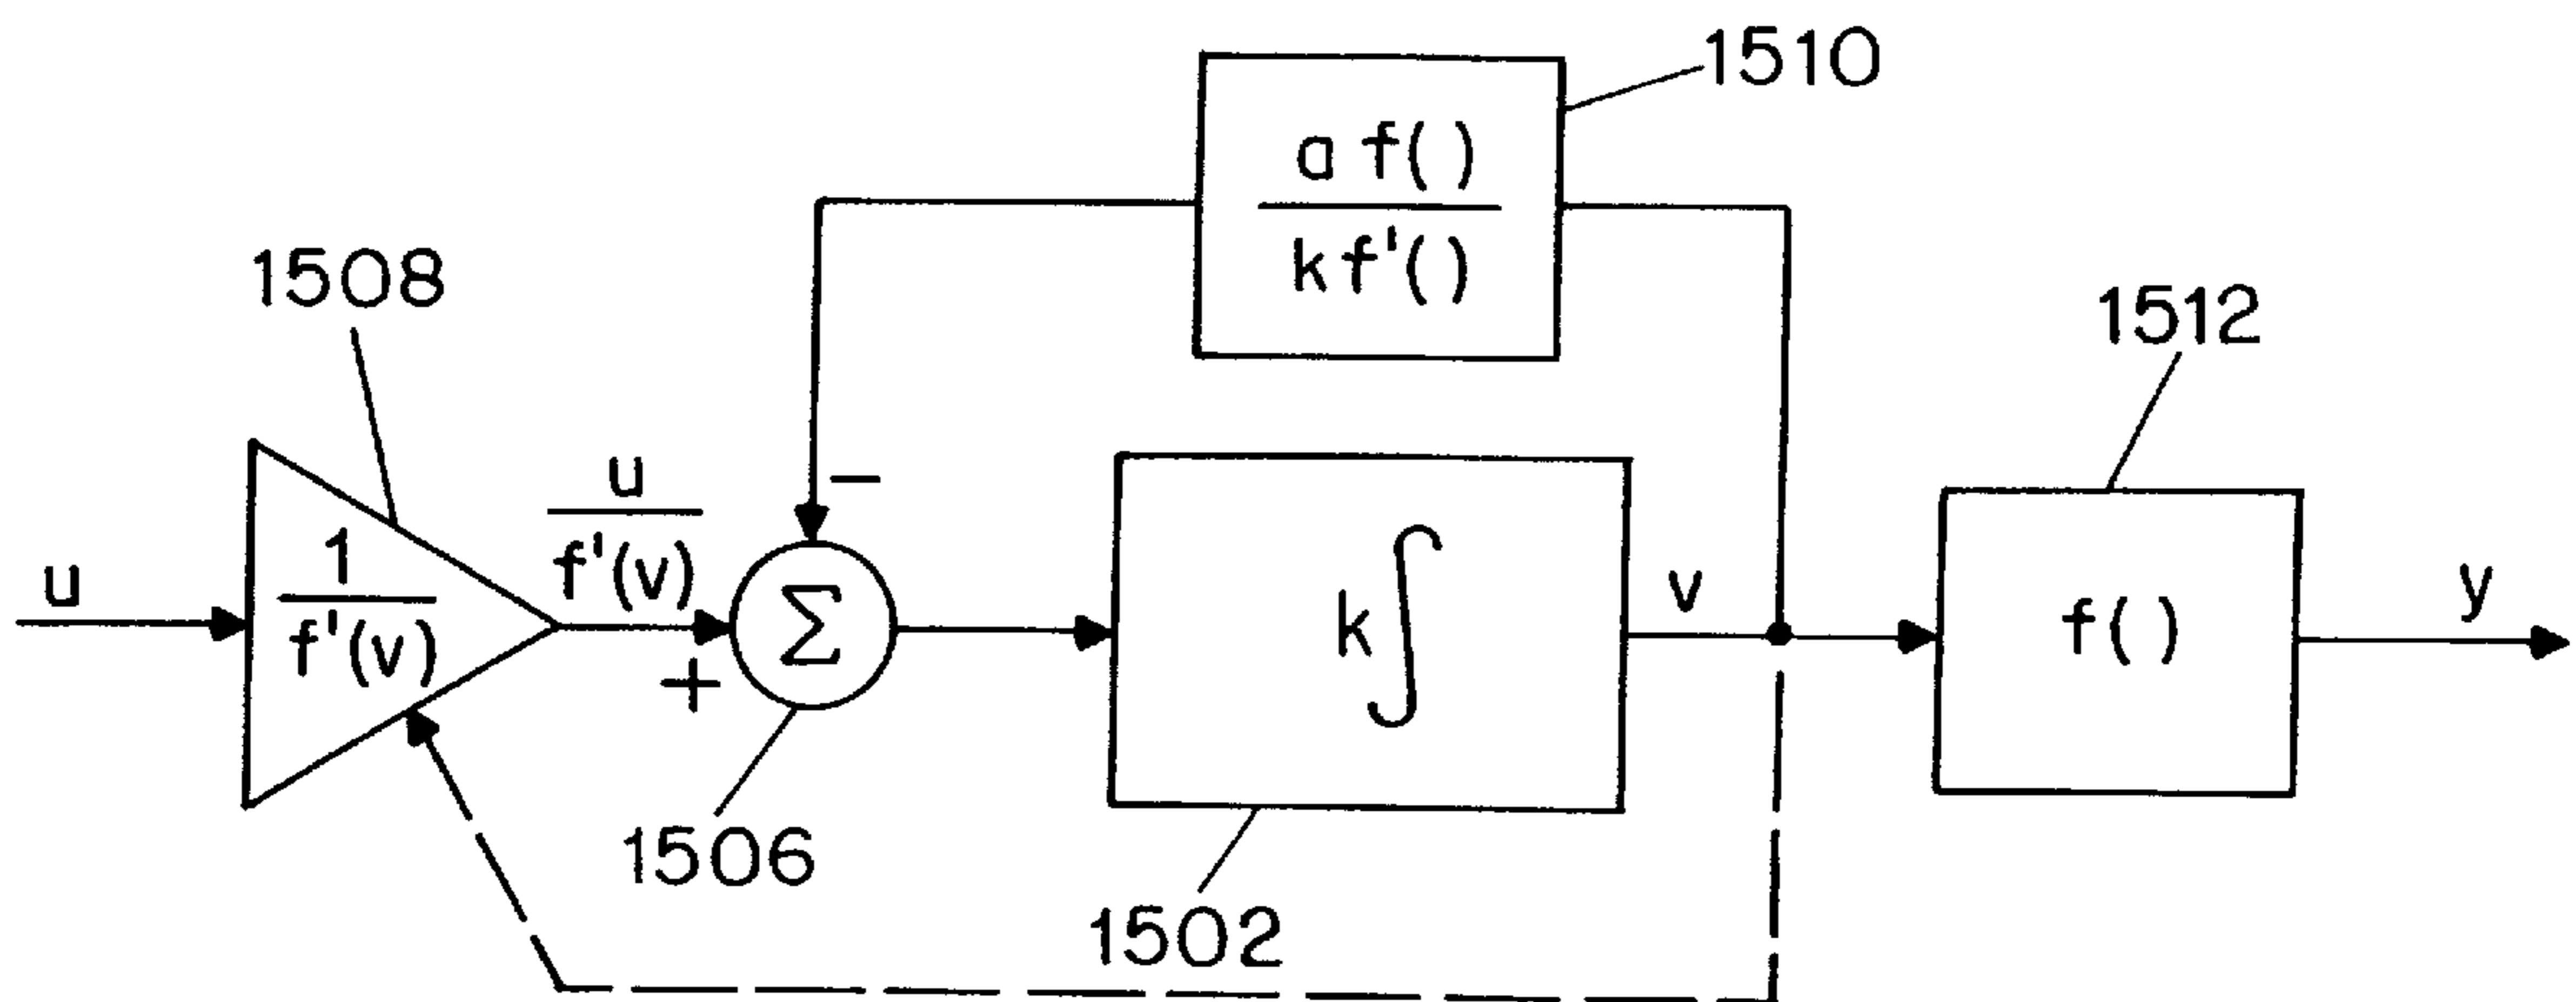 1510
a f( )
k f'( )
1508
1512
u
1
f'(v)
u
f'(v)
−
+
Σ
k∫
v
f( )
y
1506
1502